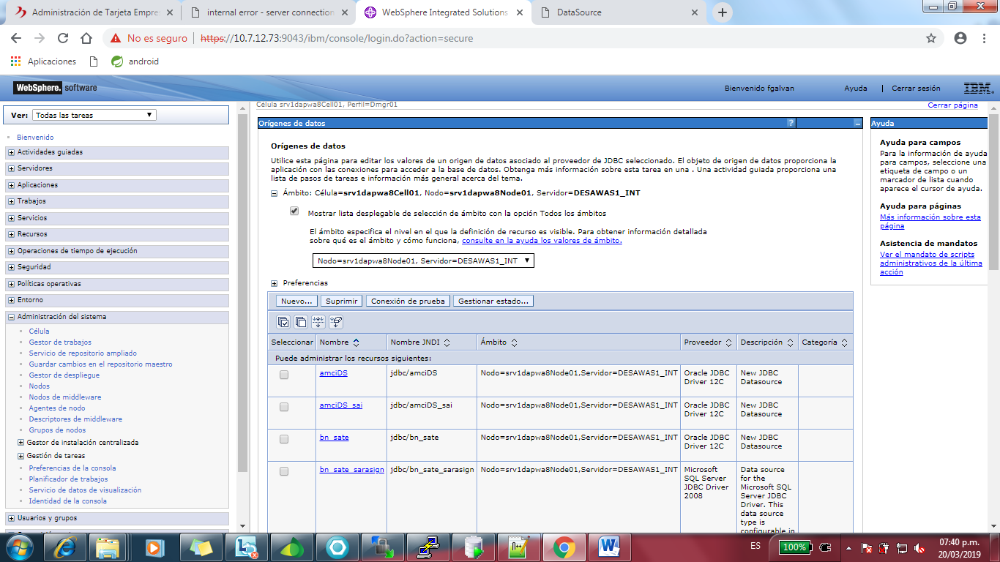 Administración de Tarjeta Empre
internal error - server connection
WebSphere Integrated Solutions
DataSource
No es seguro
https://10.7.12.73:9043/ibm/console/login.do?action=secure
Aplicaciones
android
WebSphere. software
Bienvenido fgalvan
Ayuda
Cerrar sesión
IBM.
Ver:
Todas las tareas
Bienvenido
Actividades guiadas
Servidores
Aplicaciones
Trabajos
Servicios
Recursos
Operaciones de tiempo de ejecución
Seguridad
Políticas operativas
Entorno
Administración del sistema
Célula
Gestor de trabajos
Servicio de repositorio ampliado
Guardar cambios en el repositorio maestro
Gestor de despliegue
Nodos
Nodos de middleware
Agentes de nodo
Descriptores de middleware
Grupos de nodos
Gestor de instalación centralizada
Gestión de tareas
Preferencias de la consola
Planificador de trabajos
Servicio de datos de visualización
Identidad de la consola
Usuarios y grupos
Célula srv1dapwa8Cell01, Perfil=Dmgr01
Cerrar página
Orígenes de datos
?
Orígenes de datos
Utilice esta página para editar los valores de un origen de datos asociado al proveedor de JDBC seleccionado. El objeto de origen de datos proporciona la
aplicación con las conexiones para acceder a la base de datos. Obtenga más información sobre esta tarea en una . Una actividad guiada proporciona una
lista de pasos de tareas e información más general acerca del tema.
Ámbito: Célula=srv1dapwa8Cell01, Nodo=srv1dapwa8Node01, Servidor=DESAWAS1_INT
Mostrar lista desplegable de selección de ámbito con la opción Todos los ámbitos
El ámbito especifica el nivel en el que la definición de recurso es visible. Para obtener información detallada
sobre qué es el ámbito y cómo funciona, consulte en la ayuda los valores de ámbito.
Nodo=srv1dapwa8Node01, Servidor=DESAWAS1_INT
Preferencias
Nuevo...
Suprimir
Conexión de prueba
Gestionar estado...
Seleccionar
Nombre
Nombre JNDI
Ámbito
Proveedor
Descripción
Categoría
Puede administrar los recursos siguientes:
amciDS
jdbc/amciDS
Nodo=srv1dapwa8Node01,Servidor=DESAWAS1_INT
Oracle JDBC
Driver 12C
New JDBC
Datasource
amciDS_sai
jdbc/amciDS_sai
Nodo=srv1dapwa8Node01,Servidor=DESAWAS1_INT
Oracle JDBC
Driver 12C
New JDBC
Datasource
bn_sate
jdbc/bn_sate
Nodo=srv1dapwa8Node01,Servidor=DESAWAS1_INT
Oracle JDBC
Driver 12C
New JDBC
Datasource
bn_sate_sarasign
jdbc/bn_sate_sarasign
Nodo=srv1dapwa8Node01,Servidor=DESAWAS1_INT
Microsoft
SQL Server
JDBC Driver
2008
Data source
for the
Microsoft SQL
Server JDBC
Driver. This
data source
type is
configurable in
Ayuda
Ayuda para campos
Para la información de ayuda
para campos, seleccione una
etiqueta de campo o un
marcador de lista cuando
aparece el cursor de ayuda.
Ayuda para páginas
Más información sobre esta
página
Asistencia de mandatos
Ver el mandato de scripts
administrativos de la última
acción
ES
100%
07:40 p.m.
20/03/2019